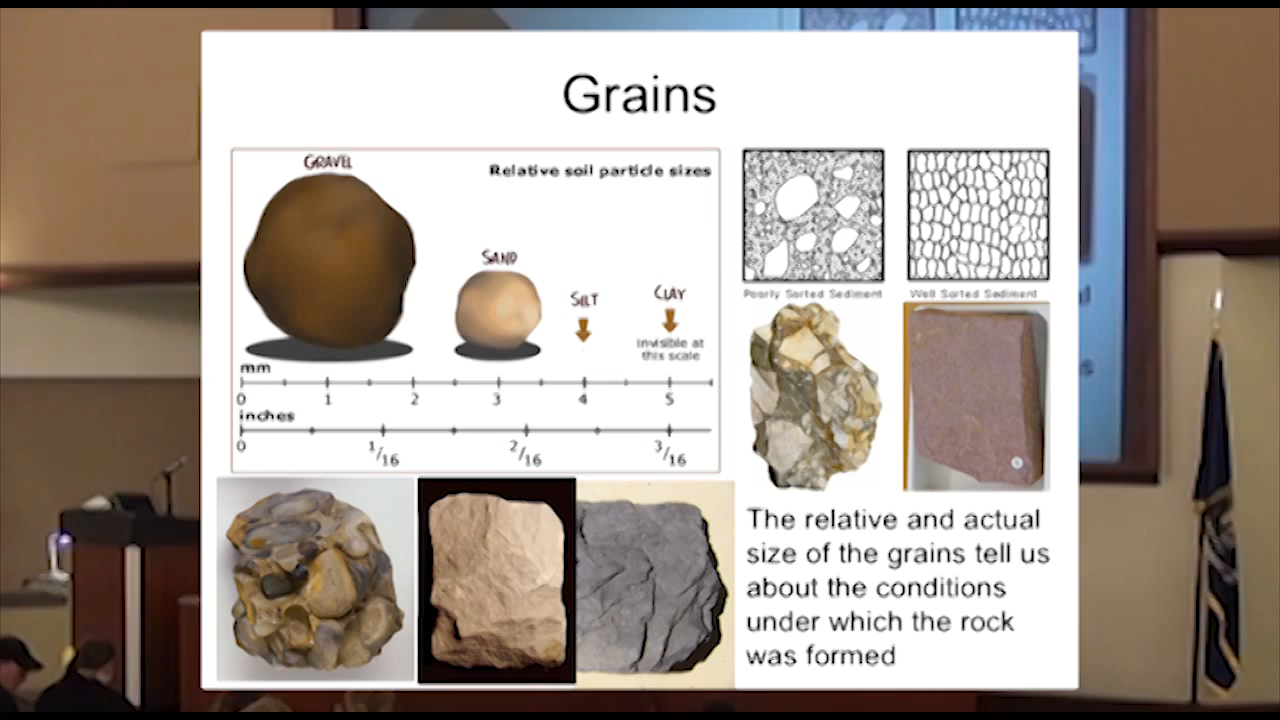 Grains
GRAVEL
Relative soil particle sizes
SAND
SILT
CLAY
Invisible at
this scale
mm
0 1 2 3 4 5
inches
0 1/16 2/16 3/16
Poorly Sorted Sediment
Well Sorted Sediment
The relative and actual
size of the grains tell us
about the conditions
under which the rock
was formed